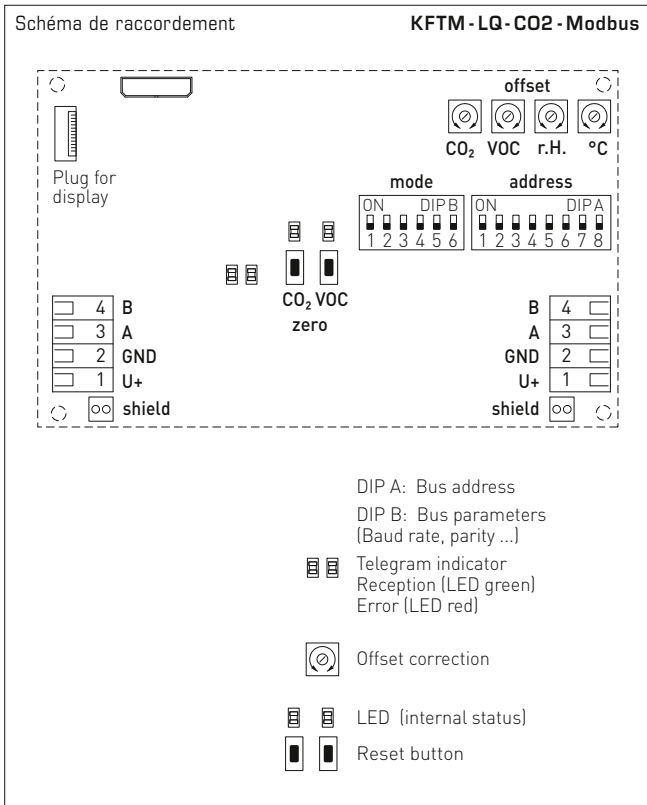 Schéma de raccordement KFTM - LQ - CO2 - Modbus
offset
CO₂ VOC r.H. °C
Plug for
display
mode address
ON DIP B ON DIP A
1 2 3 4 5 6 1 2 3 4 5 6 7 8
CO₂ VOC
zero
4 B B 4
3 A A 3
2 GND GND 2
1 U+ U+ 1
shield shield
DIP A: Bus address
DIP B: Bus parameters
(Baud rate, parity ...)
Telegram indicator
Reception (LED green)
Error (LED red)
Offset correction
LED (internal status)
Reset button